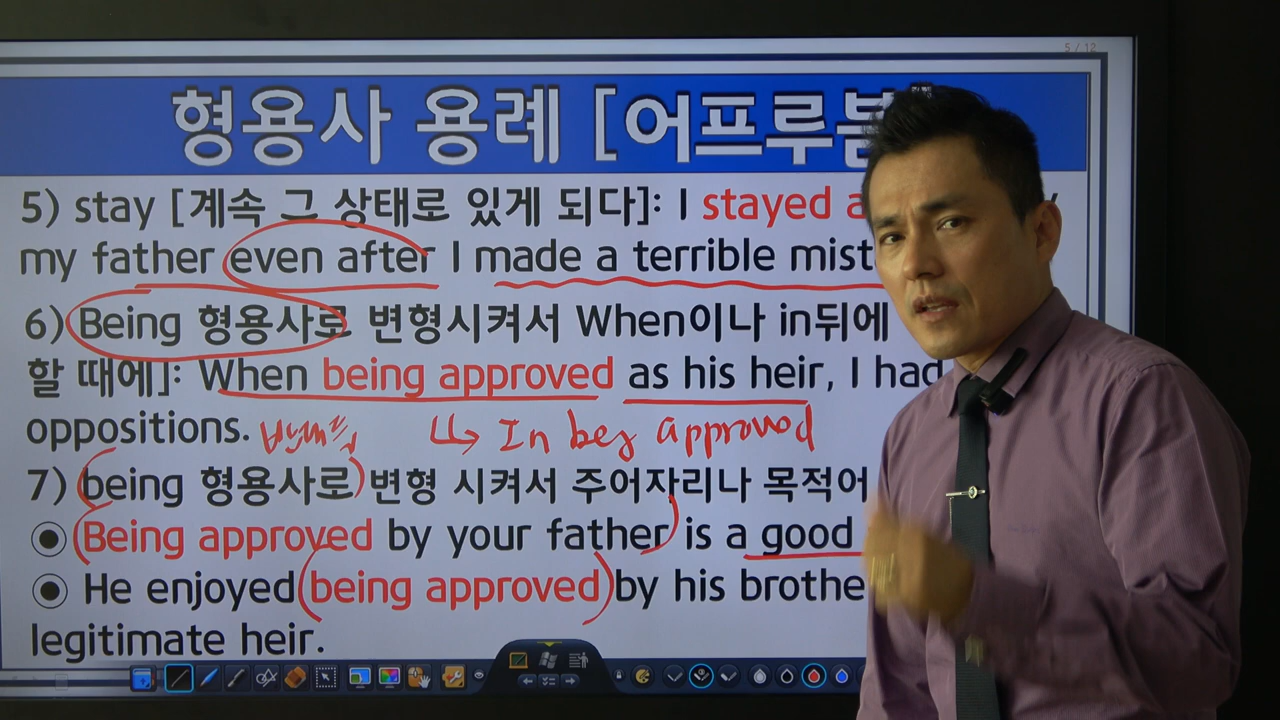 5 / 12
형용사 용례 [어프루브
5) stay [계속 그 상태로 있게 되다]: I stayed a
my father even after I made a terrible mist
6) Being 형용사로 변형시켜서 When이나 in뒤에
할 때에]: When being approved as his heir, I had
oppositions. ↳ In beg approved
7) being 형용사로 변형 시켜서 주어자리나 목적어
Being approved by your father is a good
He enjoyed being approved by his brothe
legitimate heir.